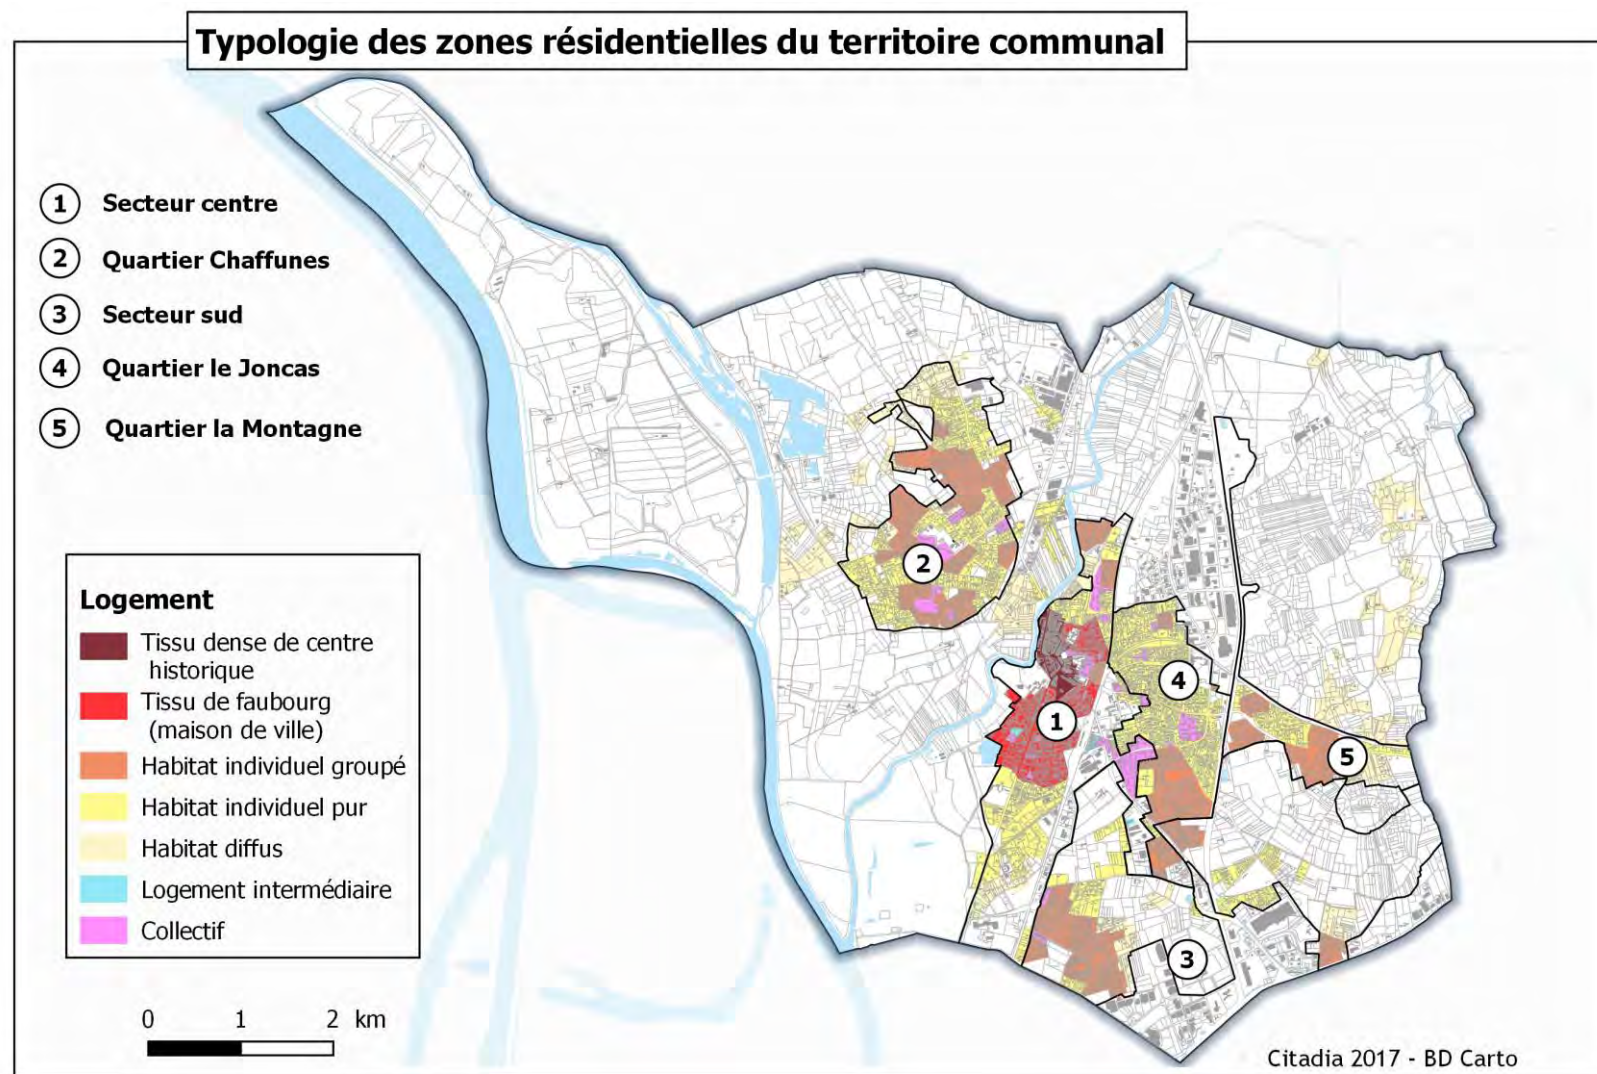 Typologie des zones résidentielles du territoire communal
1 Secteur centre
2 Quartier Chaffunes
3 Secteur sud
4 Quartier le Joncas
5 Quartier la Montagne
Logement
Tissu dense de centre
historique
Tissu de faubourg
(maison de ville)
Habitat individuel groupé
Habitat individuel pur
Habitat diffus
Logement intermédiaire
Collectif
0 1 2 km
2
4
1
5
3
Citadia 2017 - BD Carto